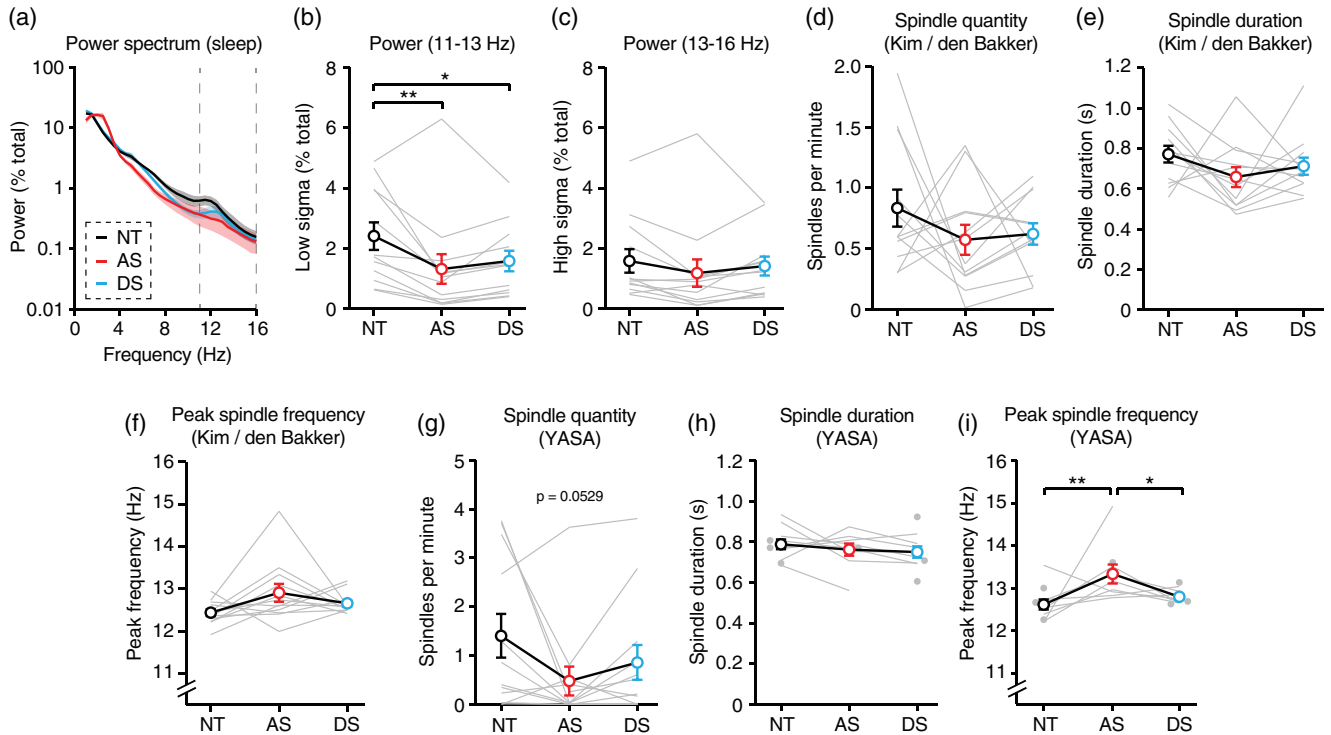 (a)
Power spectrum (sleep)
Power (% total)
100
10
1
0.1
0.01
NT
AS
DS
0
4
8
12
16
Frequency (Hz)
(b)
Power (11-13 Hz)
Low sigma (% total)
8
6
4
2
0
*
**
NT
AS
DS
(c)
Power (13-16 Hz)
High sigma (% total)
8
6
4
2
0
NT
AS
DS
(d)
Spindle quantity
(Kim / den Bakker)
Spindles per minute
2.0
1.5
1.0
0.5
0
NT
AS
DS
(e)
Spindle duration
(Kim / den Bakker)
Spindle duration (s)
1.2
1.0
0.8
0.6
0.4
0.2
0
NT
AS
DS
(f)
Peak spindle frequency
(Kim / den Bakker)
Peak frequency (Hz)
16
15
14
13
12
11
NT
AS
DS
(g)
Spindle quantity
(YASA)
Spindles per minute
5
4
3
2
1
0
p = 0.0529
NT
AS
DS
(h)
Spindle duration
(YASA)
Spindle duration (s)
1.2
1.0
0.8
0.6
0.4
0.2
0
NT
AS
DS
(i)
Peak spindle frequency
(YASA)
Peak frequency (Hz)
16
15
14
13
12
11
**
*
NT
AS
DS